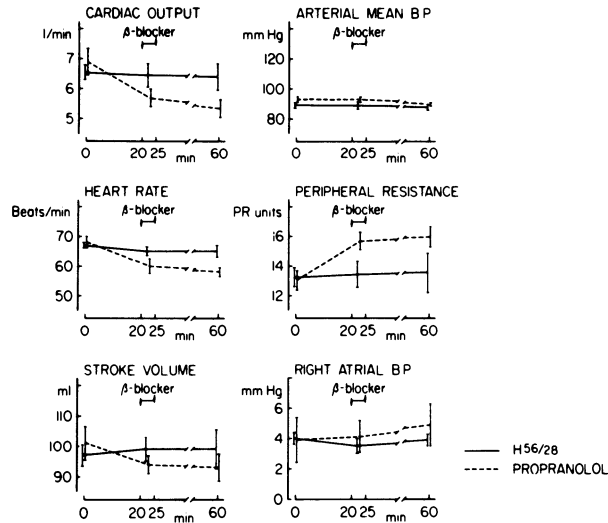 CARDIAC OUTPUT
l/min
β-blocker
7
6
5
0 20 25 60
min
ARTERIAL MEAN BP
mm Hg
β-blocker
120
100
80
0 20 25 60
min
HEART RATE
Beats/min
β-blocker
70
60
50
0 20 25 60
min
PERIPHERAL RESISTANCE
PR units
β-blocker
16
14
12
0 20 25 60
min
STROKE VOLUME
ml
β-blocker
110
100
90
0 20 25 60
min
RIGHT ATRIAL BP
mm Hg
β-blocker
6
4
2
0
0 20 25 60
min
H 56/28
PROPRANOLOL